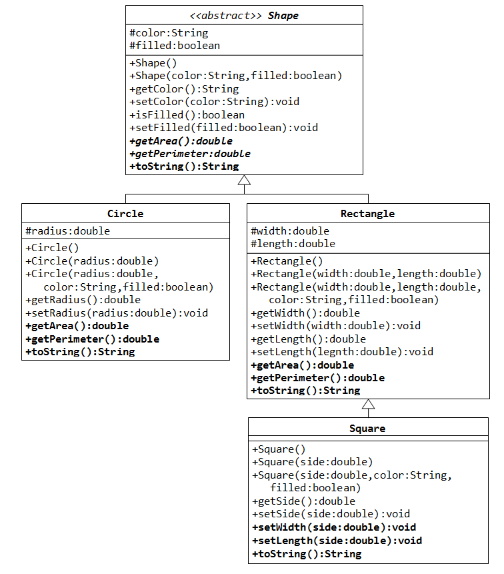 <<abstract>> Shape
#color:String
#filled:boolean
+Shape()
+Shape(color:String,filled:boolean)
+getColor():String
+setColor(color:String):void
+isFilled():boolean
+setFilled(filled:boolean):void
+getArea():double
+getPerimeter:double
+toString():String
Circle
#radius:double
+Circle()
+Circle(radius:double)
+Circle(radius:double,
color:String,filled:boolean)
+getRadius():double
+setRadius(radius:double):void
+getArea():double
+getPerimeter():double
+toString():String
Rectangle
#width:double
#length:double
+Rectangle()
+Rectangle(width:double,length:double)
+Rectangle(width:double,length:double,
color:String,filled:boolean)
+getWidth():double
+setWidth(width:double):void
+getLength():double
+setLength(legnth:double):void
+getArea():double
+getPerimeter():double
+toString():String
Square
+Square()
+Square(side:double)
+Square(side:double,color:String,
filled:boolean)
+getSide():double
+setSide(side:double):void
+setWidth(side:double):void
+setLength(side:double):void
+toString():String